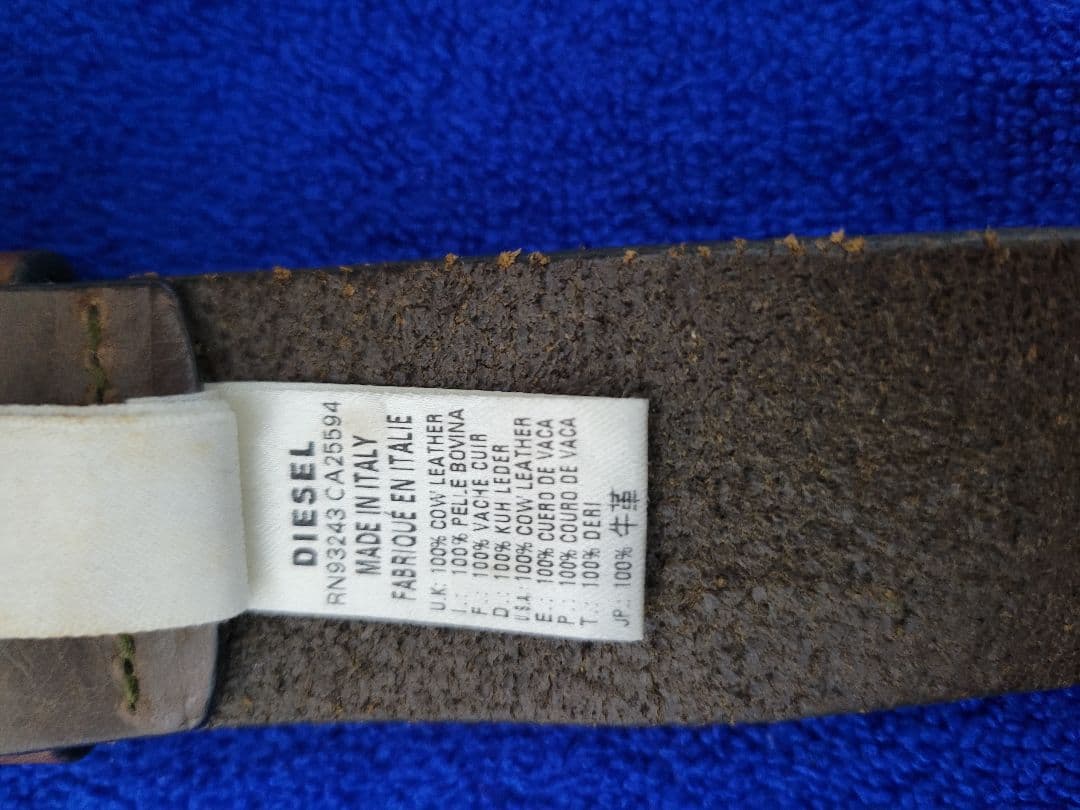 DIESEL
RN93243 CA25594
MADE IN ITALY
FABRIQUÉ EN ITALIE
U.K: 100% COW LEATHER
I.: 100% PELLE BOVINA
F.: 100% VACHE CUIR
D.: 100% KUH LEDER
U.S.A: 100% COW LEATHER
E.: 100% CUERO DE VACA
P.: 100% COURO DE VACA
T.: 100% DERI
JP.: 100% 牛革